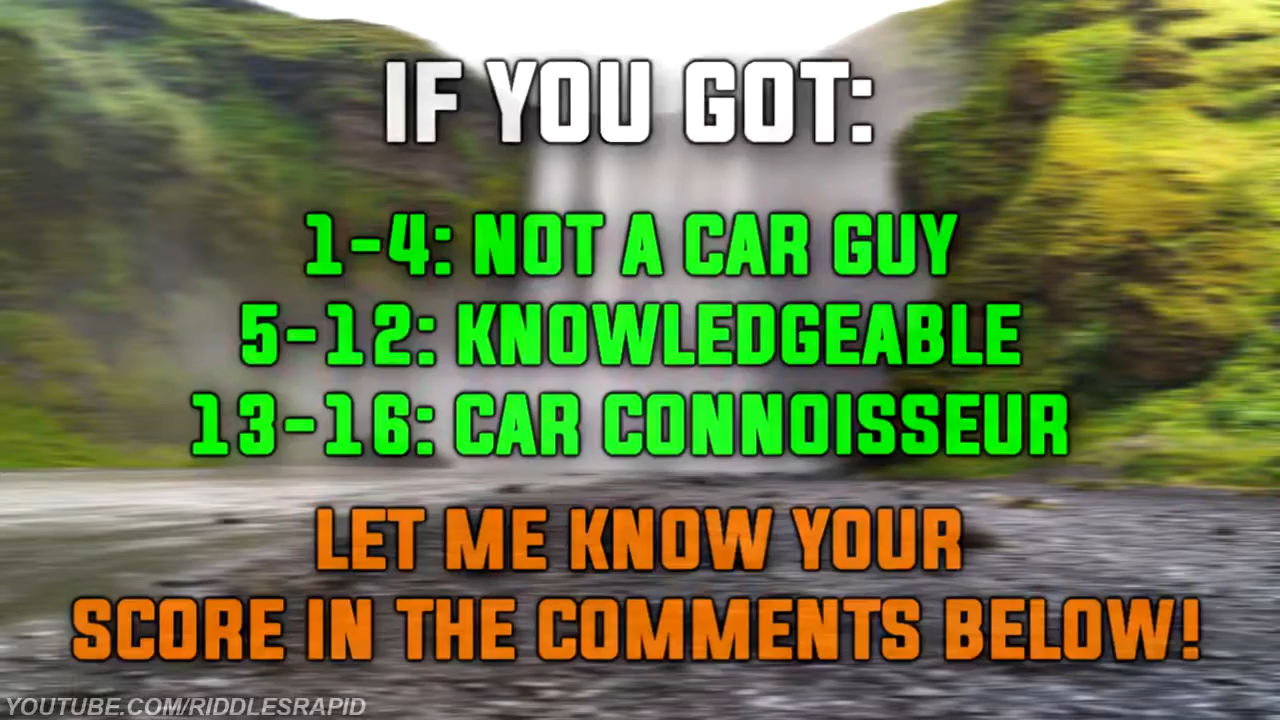 IF YOU GOT:
1-4: NOT A CAR GUY
5-12: KNOWLEDGEABLE
13-16: CAR CONNOISSEUR
LET ME KNOW YOUR
SCORE IN THE COMMENTS BELOW!
YOUTUBE.COM/RIDDLESRAPID